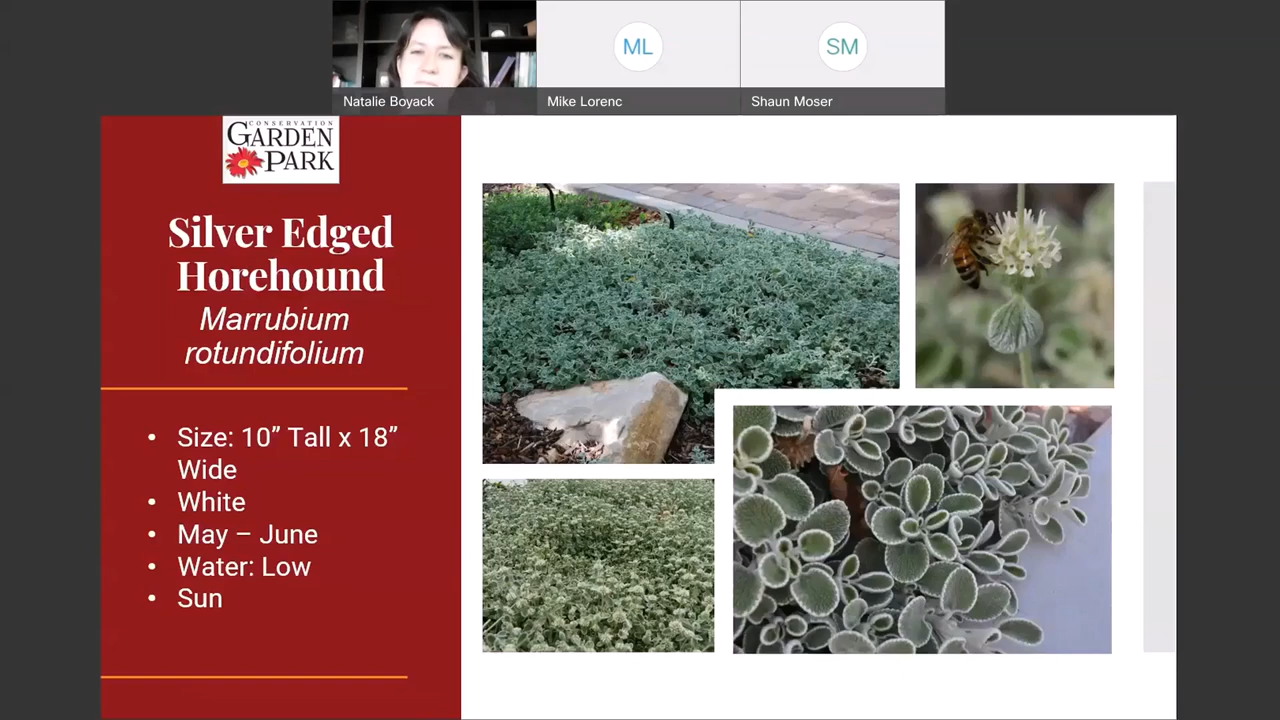 ML
SM
Natalie Boyack
Mike Lorenc
Shaun Moser
CONSERVATION
GARDEN
PARK
Silver Edged
Horehound
Marrubium
rotundifolium
• Size: 10” Tall x 18”
Wide
• White
• May – June
• Water: Low
• Sun